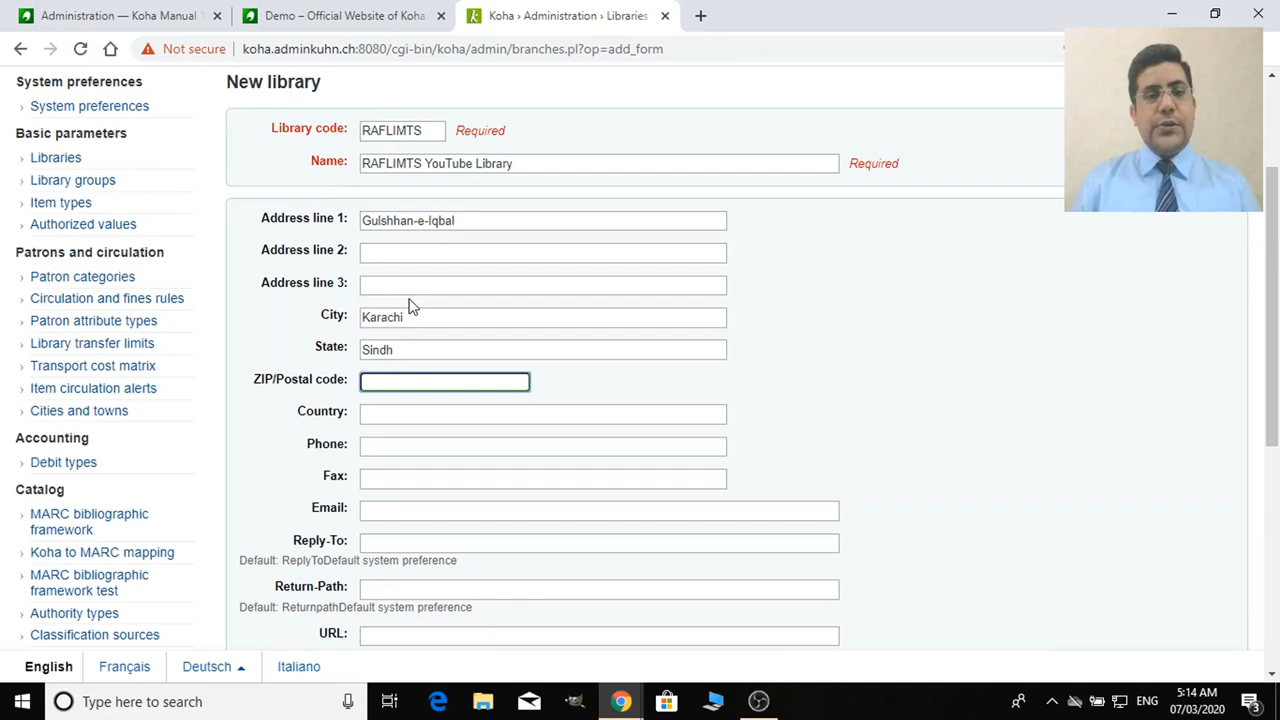 Administration — Koha Manual
Demo – Official Website of Koha
Koha › Administration › Libraries
Not secure
koha.adminkuhn.ch:8080/cgi-bin/koha/admin/branches.pl?op=add_form
System preferences
System preferences
Basic parameters
Libraries
Library groups
Item types
Authorized values
Patrons and circulation
Patron categories
Circulation and fines rules
Patron attribute types
Library transfer limits
Transport cost matrix
Item circulation alerts
Cities and towns
Accounting
Debit types
Catalog
MARC bibliographic
framework
Koha to MARC mapping
MARC bibliographic
framework test
Authority types
Classification sources
New library
Library code: RAFLIMTS Required
Name: RAFLIMTS YouTube Library Required
Address line 1: Gulshhan-e-Iqbal
Address line 2:
Address line 3:
City: Karachi
State: Sindh
ZIP/Postal code:
Country:
Phone:
Fax:
Email:
Reply-To:
Default: ReplyToDefault system preference
Return-Path:
Default: ReturnpathDefault system preference
URL:
English Français Deutsch Italiano
Type here to search
ENG
5:14 AM
07/03/2020
3